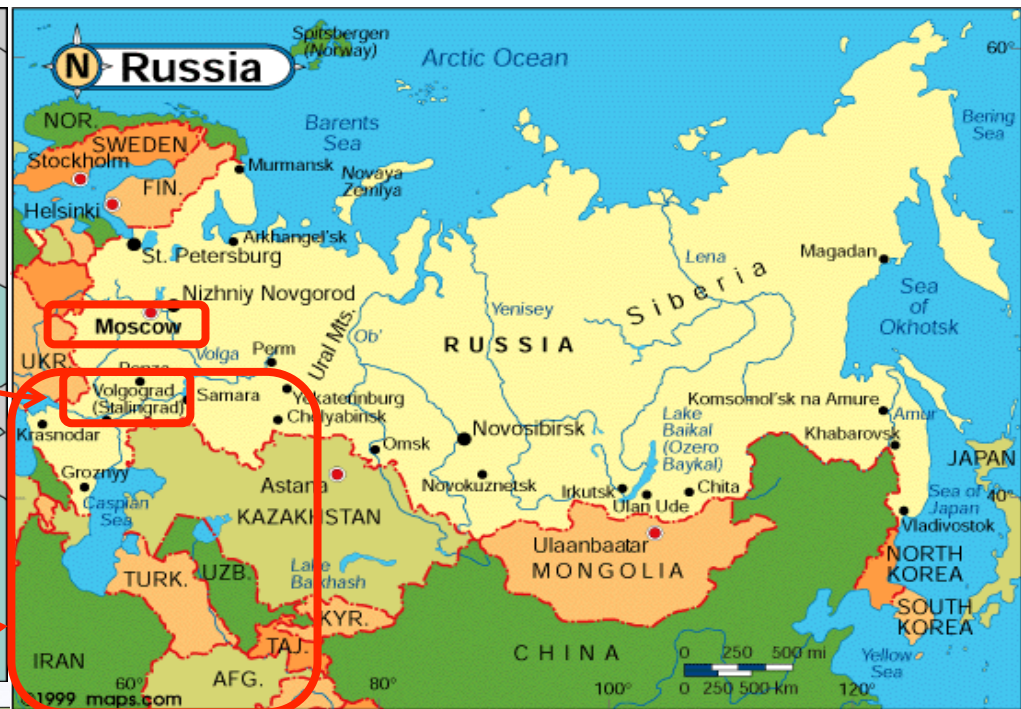 Spitsbergen
(Norway)
N Russia
Arctic Ocean
60°
NOR.
Barents
Sea
Bering
Sea
SWEDEN
Stockholm
Murmansk
Novaya
Zemlya
FIN.
Helsinki
Arkhangel'sk
St. Petersburg
Magadan
Lena
Siberia
Nizhniy Novgorod
Sea
of
Okhotsk
Moscow
Yenisey
Ob'
Ural Mts.
RUSSIA
Volga
Perm
UKR.
Penza
Volgograd
(Stalingrad)
Samara
Yekaterinburg
Chelyabinsk
Komsomol'sk na Amure
Amur
Krasnodar
Novosibirsk
Lake
Baikal
(Ozero
Baykal)
Khabarovsk
Omsk
JAPAN
Groznyy
Astana
Novokuznetsk
Irkutsk
Chita
Ulan Ude
Sea of
Japan
40°
Caspian
Sea
KAZAKHSTAN
Vladivostok
Ulaanbaatar
MONGOLIA
NORTH
KOREA
TURK.
UZB.
Lake
Balkhash
SOUTH
KOREA
KYR.
TAJ.
CHINA
0 250 500 mi
0 250 500 km
Yellow
Sea
IRAN
AFG.
60°
80°
100°
120°
©1999 maps.com